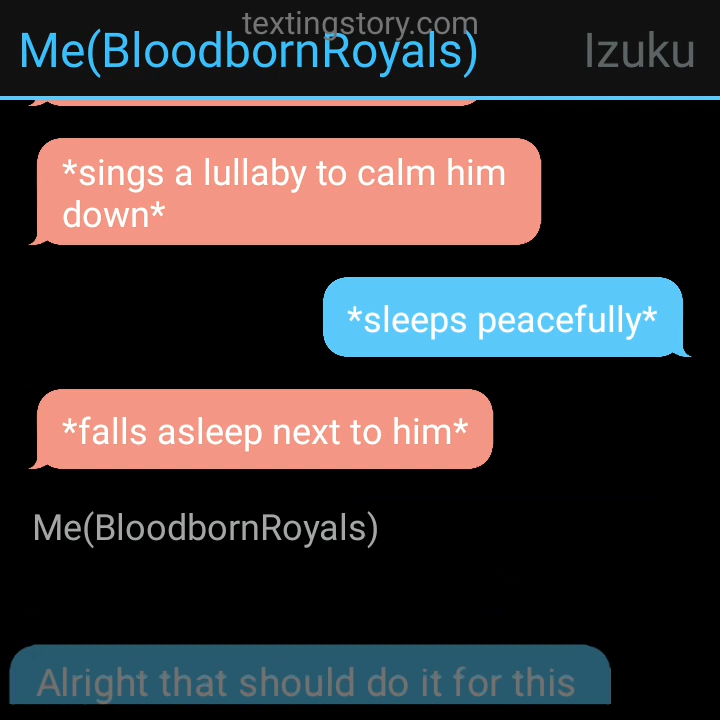 textingstory.com
Me(BloodbornRoyals)
Izuku
*sings a lullaby to calm him
down*
*sleeps peacefully*
*falls asleep next to him*
Me(BloodbornRoyals)
Alright that should do it for this